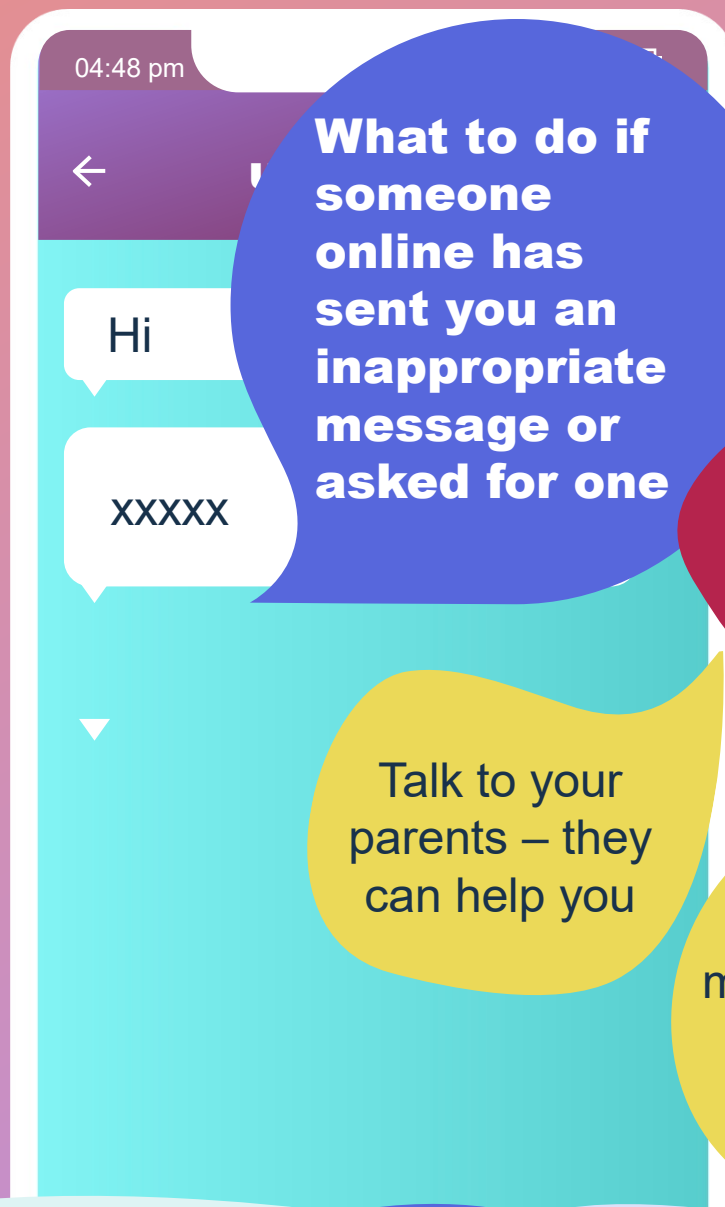 04:48 pm
What to do if
someone
online has
sent you an
inappropriate
message or
asked for one
Hi
xxxxx
Talk to your
parents – they
can help you